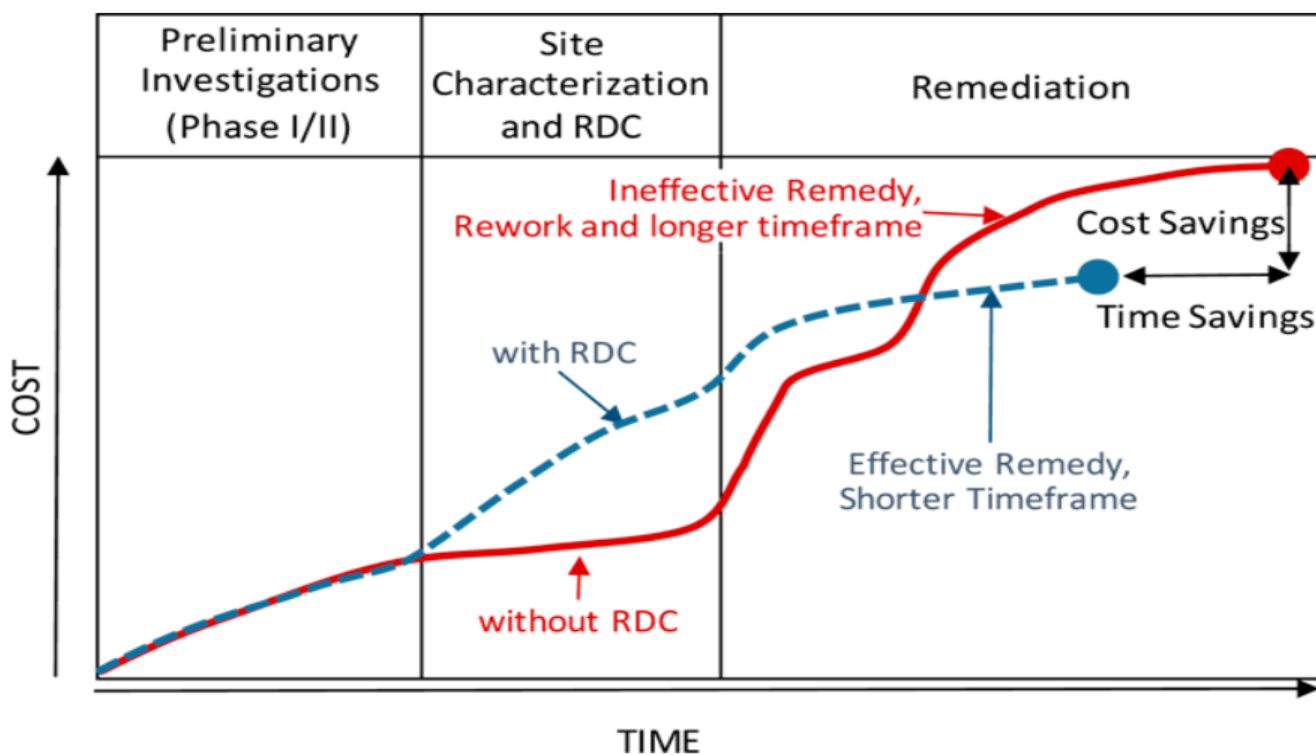 Preliminary
Investigations
(Phase I/II)
Site
Characterization
and RDC
Remediation
Ineffective Remedy,
Rework and longer timeframe
Cost Savings
Time Savings
with RDC
Effective Remedy,
Shorter Timeframe
without RDC
COST
TIME